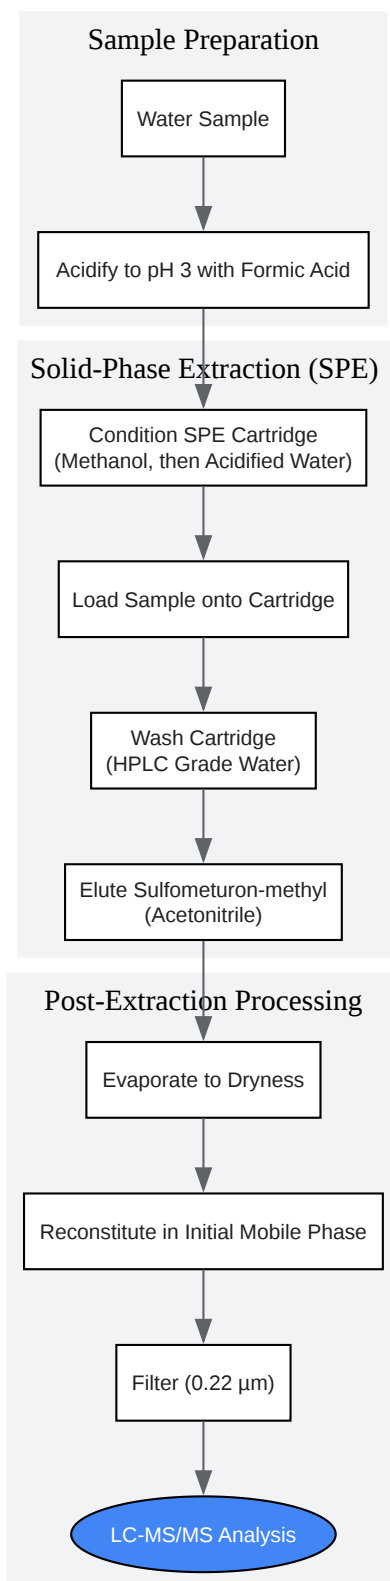 Sample Preparation
Water Sample
Acidify to pH 3 with Formic Acid
Solid-Phase Extraction (SPE)
Condition SPE Cartridge
(Methanol, then Acidified Water)
Load Sample onto Cartridge
Wash Cartridge
(HPLC Grade Water)
Elute Sulfometuron-methyl
(Acetonitrile)
Post-Extraction Processing
Evaporate to Dryness
Reconstitute in Initial Mobile Phase
Filter (0.22 µm)
LC-MS/MS Analysis